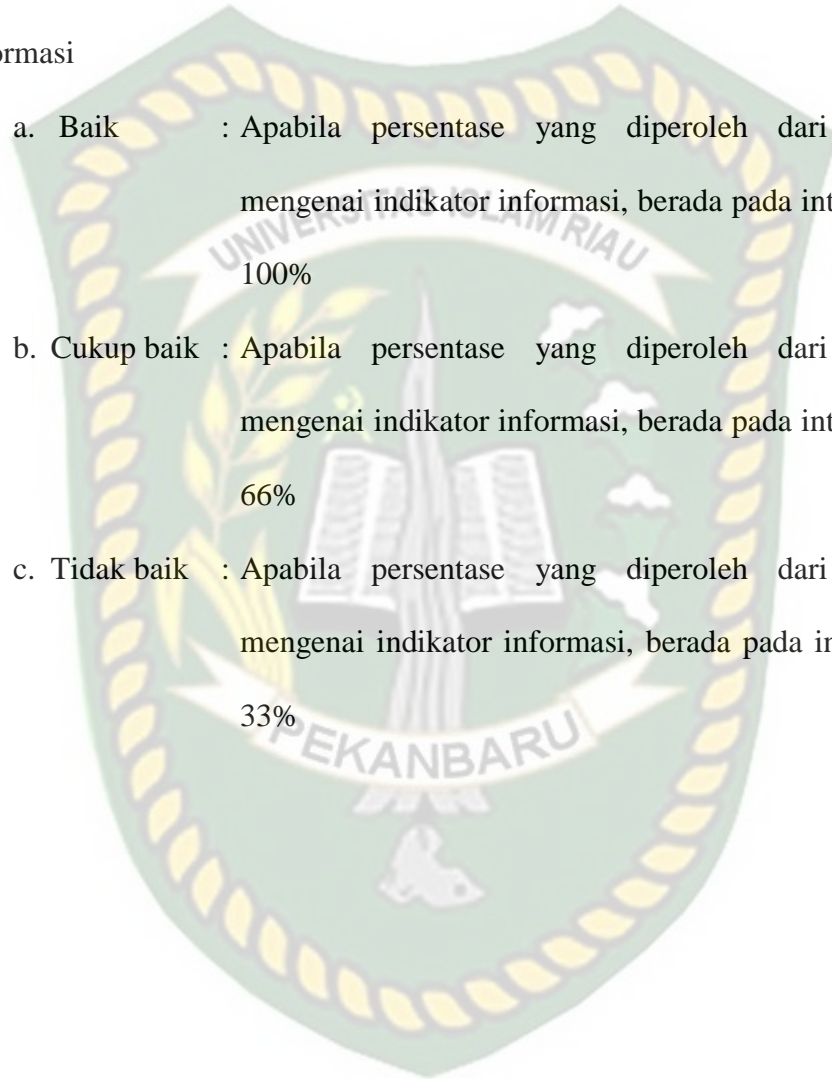 ormasi
a. Baik : Apabila persentase yang diperoleh dari
mengenai indikator informasi, berada pada int
100%
b. Cukup baik : Apabila persentase yang diperoleh dari
mengenai indikator informasi, berada pada int
66%
c. Tidak baik : Apabila persentase yang diperoleh dari
mengenai indikator informasi, berada pada in
33%
UNIVERSITAS ISLAM RIAU
PEKANBARU